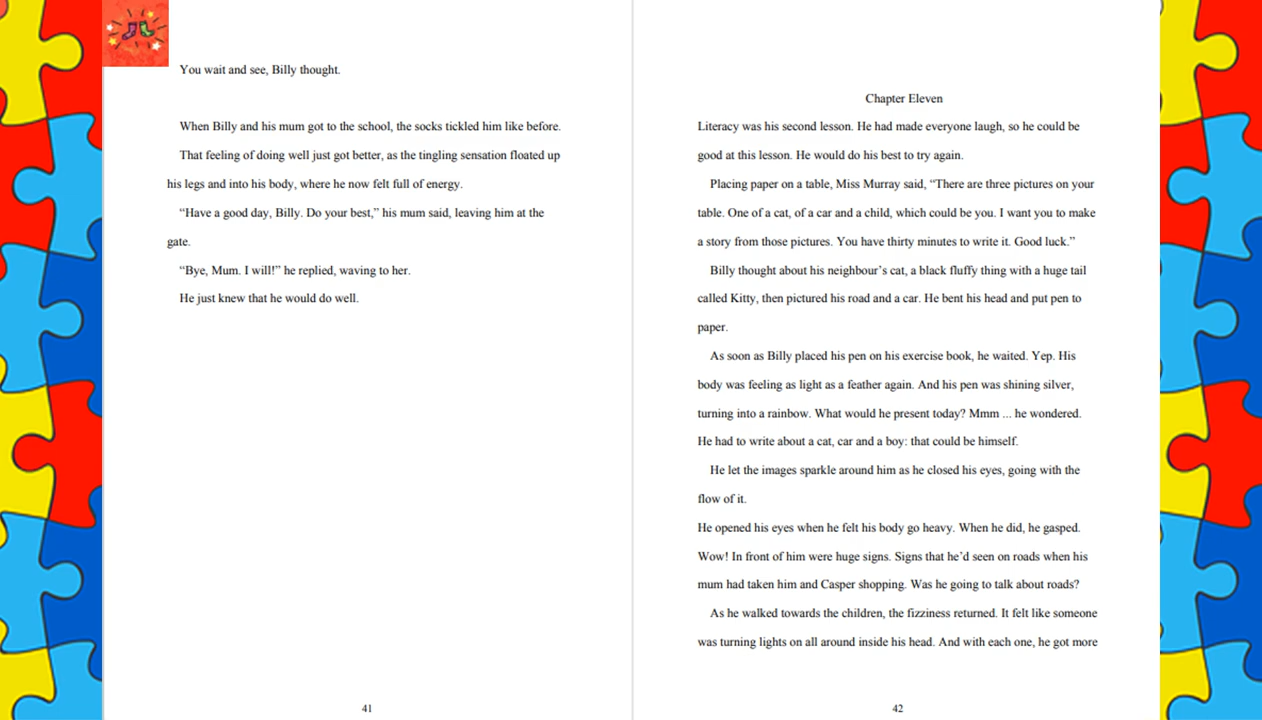 You wait and see, Billy thought.
When Billy and his mum got to the school, the socks tickled him like before.
That feeling of doing well just got better, as the tingling sensation floated up
his legs and into his body, where he now felt full of energy.
“Have a good day, Billy. Do your best,” his mum said, leaving him at the
gate.
“Bye, Mum. I will!” he replied, waving to her.
He just knew that he would do well.
41
Chapter Eleven
Literacy was his second lesson. He had made everyone laugh, so he could be
good at this lesson. He would do his best to try again.
Placing paper on a table, Miss Murray said, “There are three pictures on your
table. One of a cat, of a car and a child, which could be you. I want you to make
a story from those pictures. You have thirty minutes to write it. Good luck.”
Billy thought about his neighbour’s cat, a black fluffy thing with a huge tail
called Kitty, then pictured his road and a car. He bent his head and put pen to
paper.
As soon as Billy placed his pen on his exercise book, he waited. Yep. His
body was feeling as light as a feather again. And his pen was shining silver,
turning into a rainbow. What would he present today? Mmm ... he wondered.
He had to write about a cat, car and a boy: that could be himself.
He let the images sparkle around him as he closed his eyes, going with the
flow of it.
He opened his eyes when he felt his body go heavy. When he did, he gasped.
Wow! In front of him were huge signs. Signs that he’d seen on roads when his
mum had taken him and Casper shopping. Was he going to talk about roads?
As he walked towards the children, the fizziness returned. It felt like someone
was turning lights on all around inside his head. And with each one, he got more
42